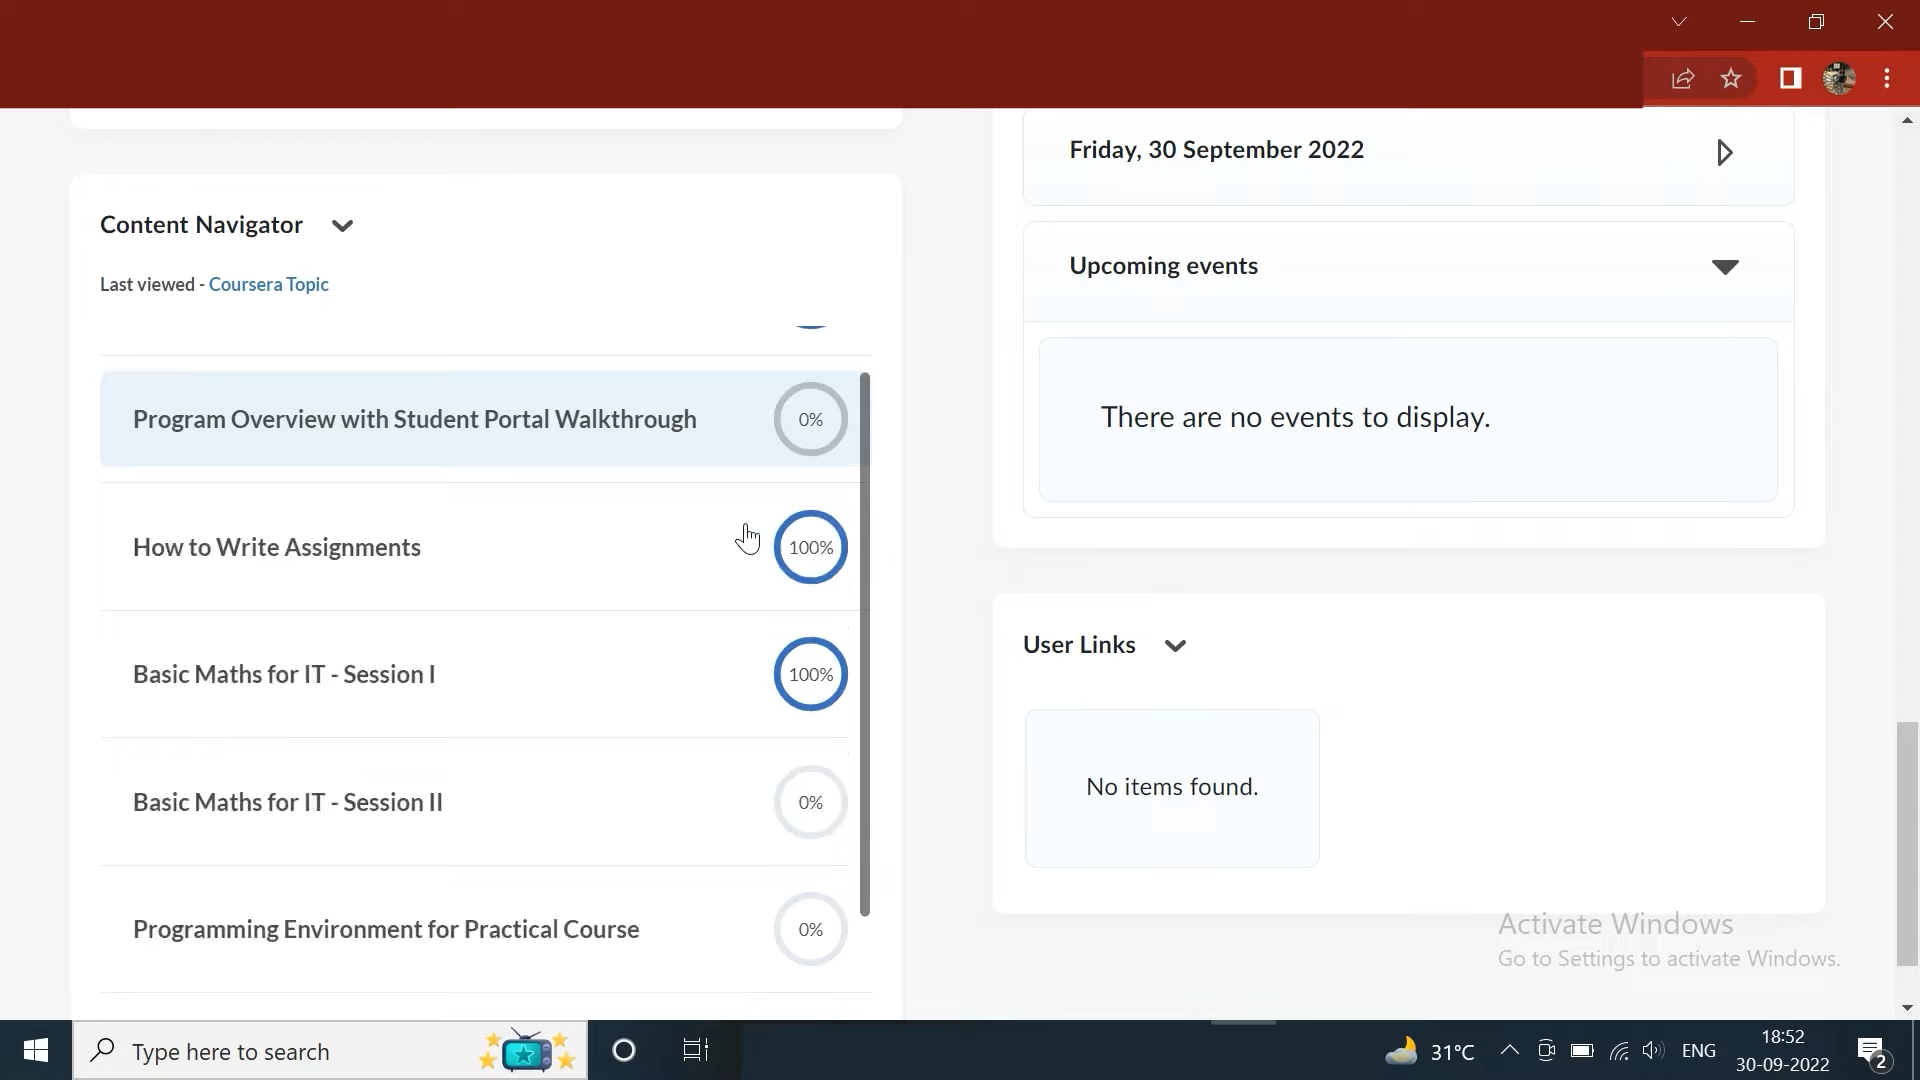 Content Navigator
Last viewed - Coursera Topic
Program Overview with Student Portal Walkthrough
0%
How to Write Assignments
100%
Basic Maths for IT - Session I
100%
Basic Maths for IT - Session II
0%
Programming Environment for Practical Course
0%
Friday, 30 September 2022
Upcoming events
There are no events to display.
User Links
No items found.
Activate Windows
Go to Settings to activate Windows.
Type here to search
31°C
ENG
18:52
30-09-2022
2